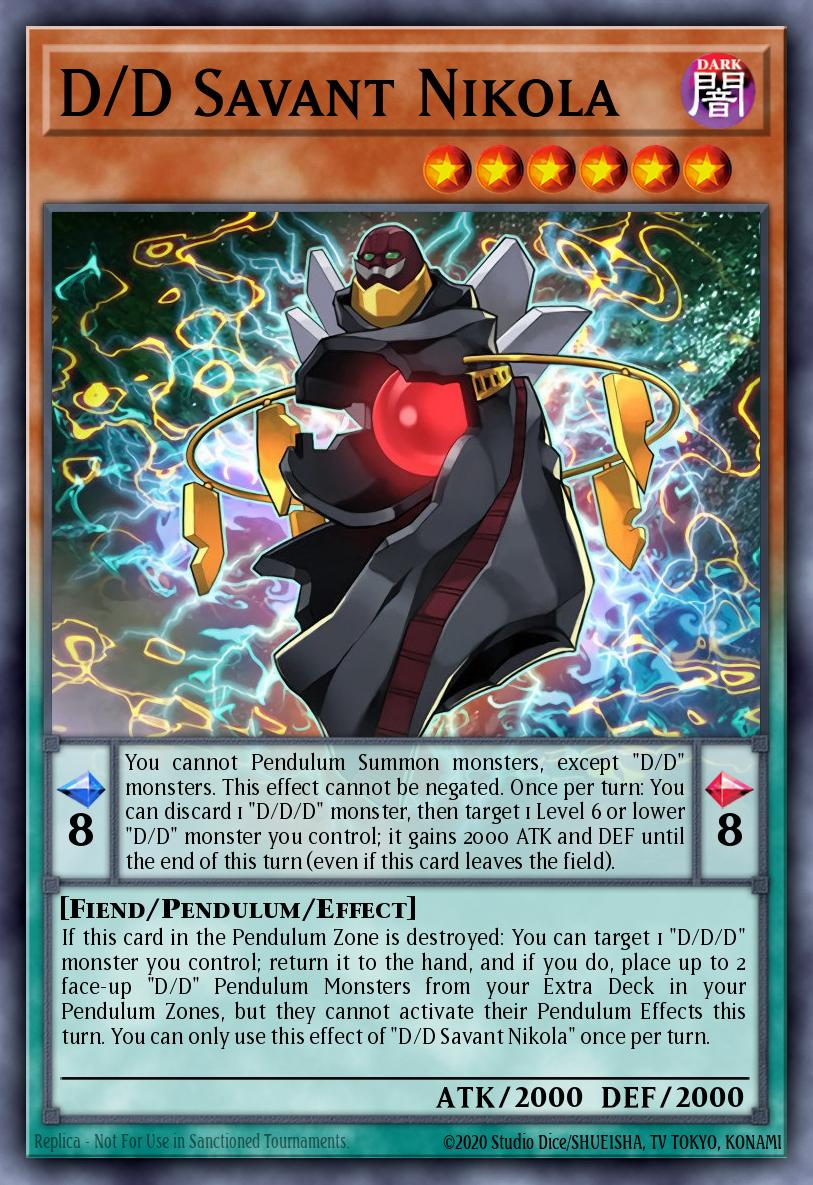 D/D Savant Nikola
DARK
闇
You cannot Pendulum Summon monsters, except "D/D"
monsters. This effect cannot be negated. Once per turn: You
can discard 1 "D/D/D" monster, then target 1 Level 6 or lower
"D/D" monster you control; it gains 2000 ATK and DEF until
the end of this turn (even if this card leaves the field).
8
8
[Fiend/Pendulum/Effect]
If this card in the Pendulum Zone is destroyed: You can target 1 "D/D/D"
monster you control; return it to the hand, and if you do, place up to 2
face-up "D/D" Pendulum Monsters from your Extra Deck in your
Pendulum Zones, but they cannot activate their Pendulum Effects this
turn. You can only use this effect of "D/D Savant Nikola" once per turn.
ATK/2000 DEF/2000
Replica - Not For Use in Sanctioned Tournaments.
©2020 Studio Dice/SHUEISHA, TV TOKYO, KONAMI